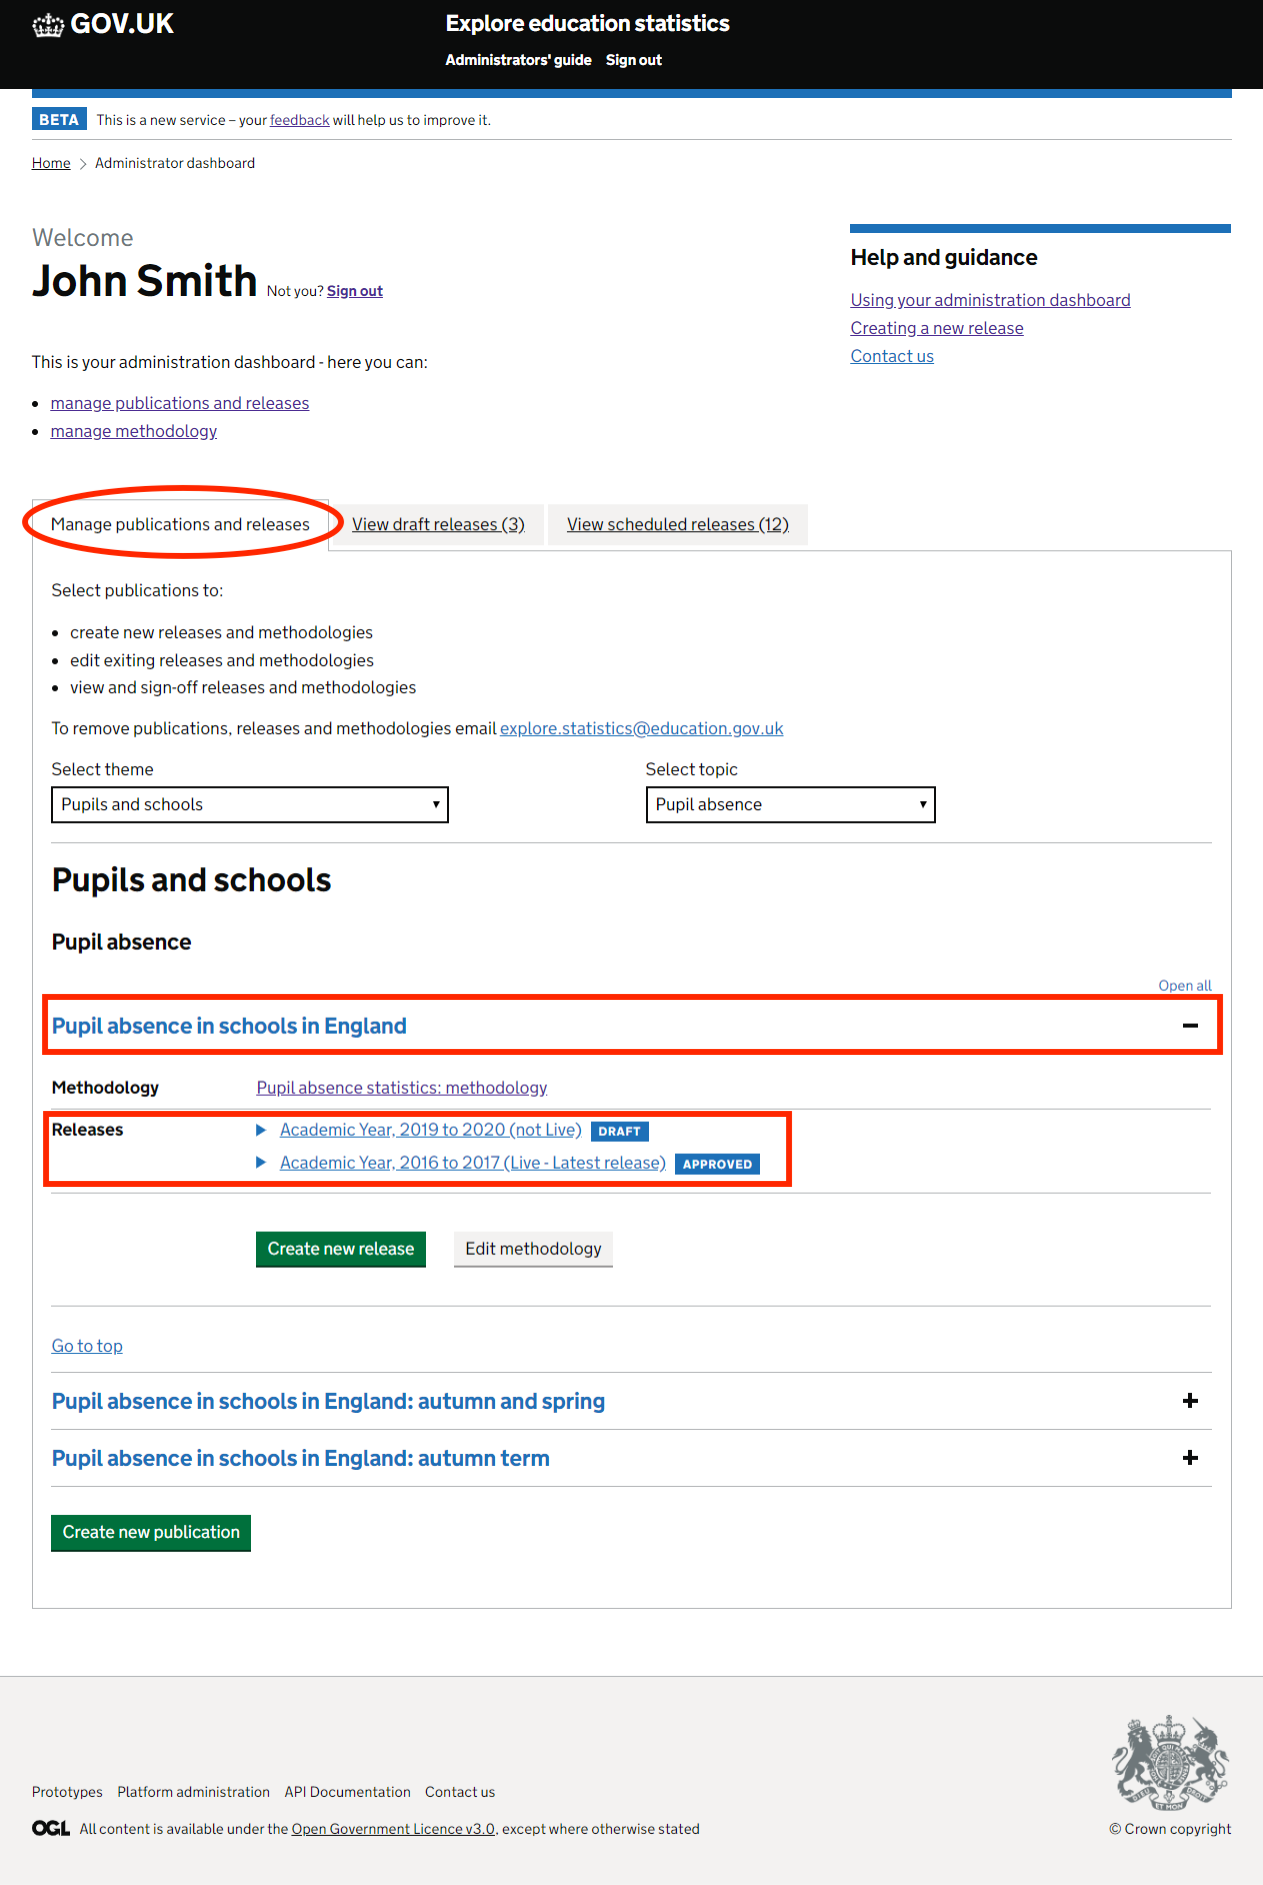 GOV.UK
Explore education statistics
Administrators' guide Sign out
BETA This is a new service – your feedback will help us to improve it.
Home Administrator dashboard
Welcome
John Smith Not you? Sign out
Help and guidance
Using your administration dashboard
Creating a new release
Contact us
This is your administration dashboard - here you can:
manage publications and releases
manage methodology
Manage publications and releases View draft releases (3) View scheduled releases (12)
Select publications to:
create new releases and methodologies
edit exiting releases and methodologies
view and sign-off releases and methodologies
To remove publications, releases and methodologies email explore.statistics@education.gov.uk
Select theme Select topic
Pupils and schools Pupil absence
Pupils and schools
Pupil absence
Open all
Pupil absence in schools in England
Methodology Pupil absence statistics: methodology
Releases Academic Year, 2019 to 2020 (not Live) DRAFT
Academic Year, 2016 to 2017 (Live - Latest release) APPROVED
Create new release Edit methodology
Go to top
Pupil absence in schools in England: autumn and spring
Pupil absence in schools in England: autumn term
Create new publication
Prototypes Platform administration API Documentation Contact us
OGL All content is available under the Open Government Licence v3.0, except where otherwise stated
© Crown copyright